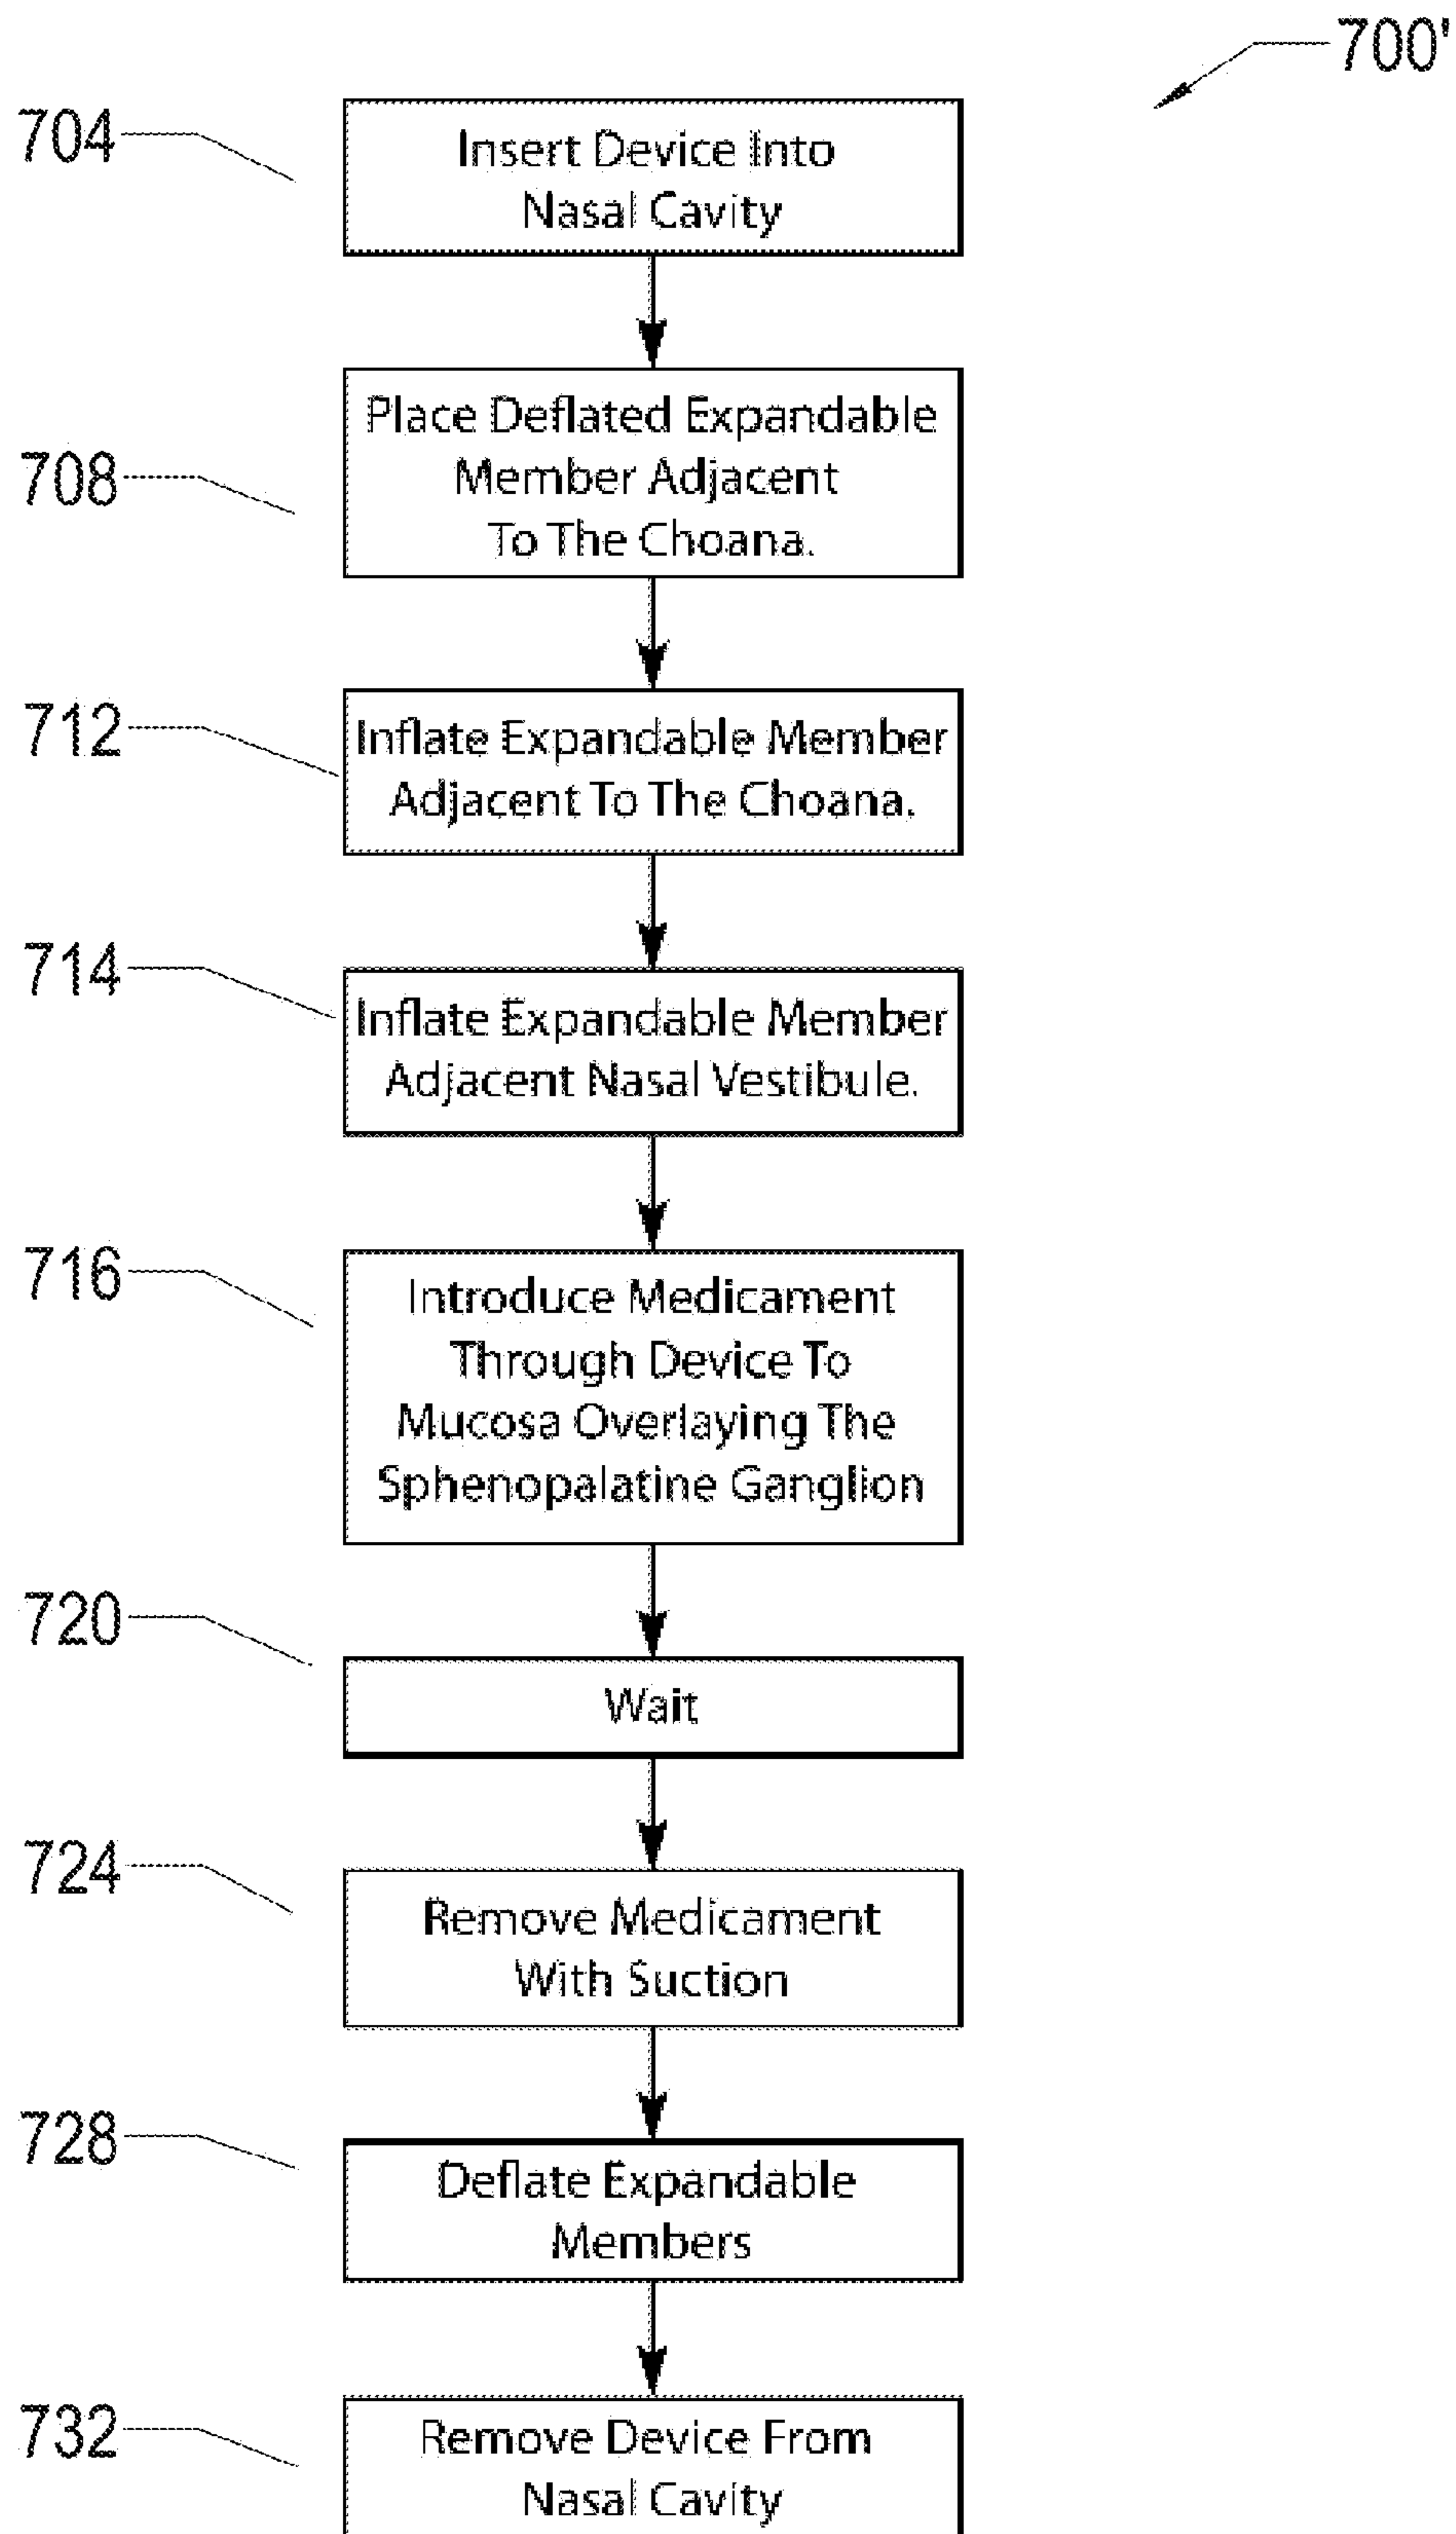 700'
704
Insert Device Into
Nasal Cavity
708
Place Deflated Expandable
Member Adjacent
To The Choana.
712
Inflate Expandable Member
Adjacent To The Choana.
714
Inflate Expandable Member
Adjacent Nasal Vestibule.
716
Introduce Medicament
Through Device To
Mucosa Overlaying The
Sphenopalatine Ganglion
720
Wait
724
Remove Medicament
With Suction
728
Deflate Expandable
Members
732
Remove Device From
Nasal Cavity